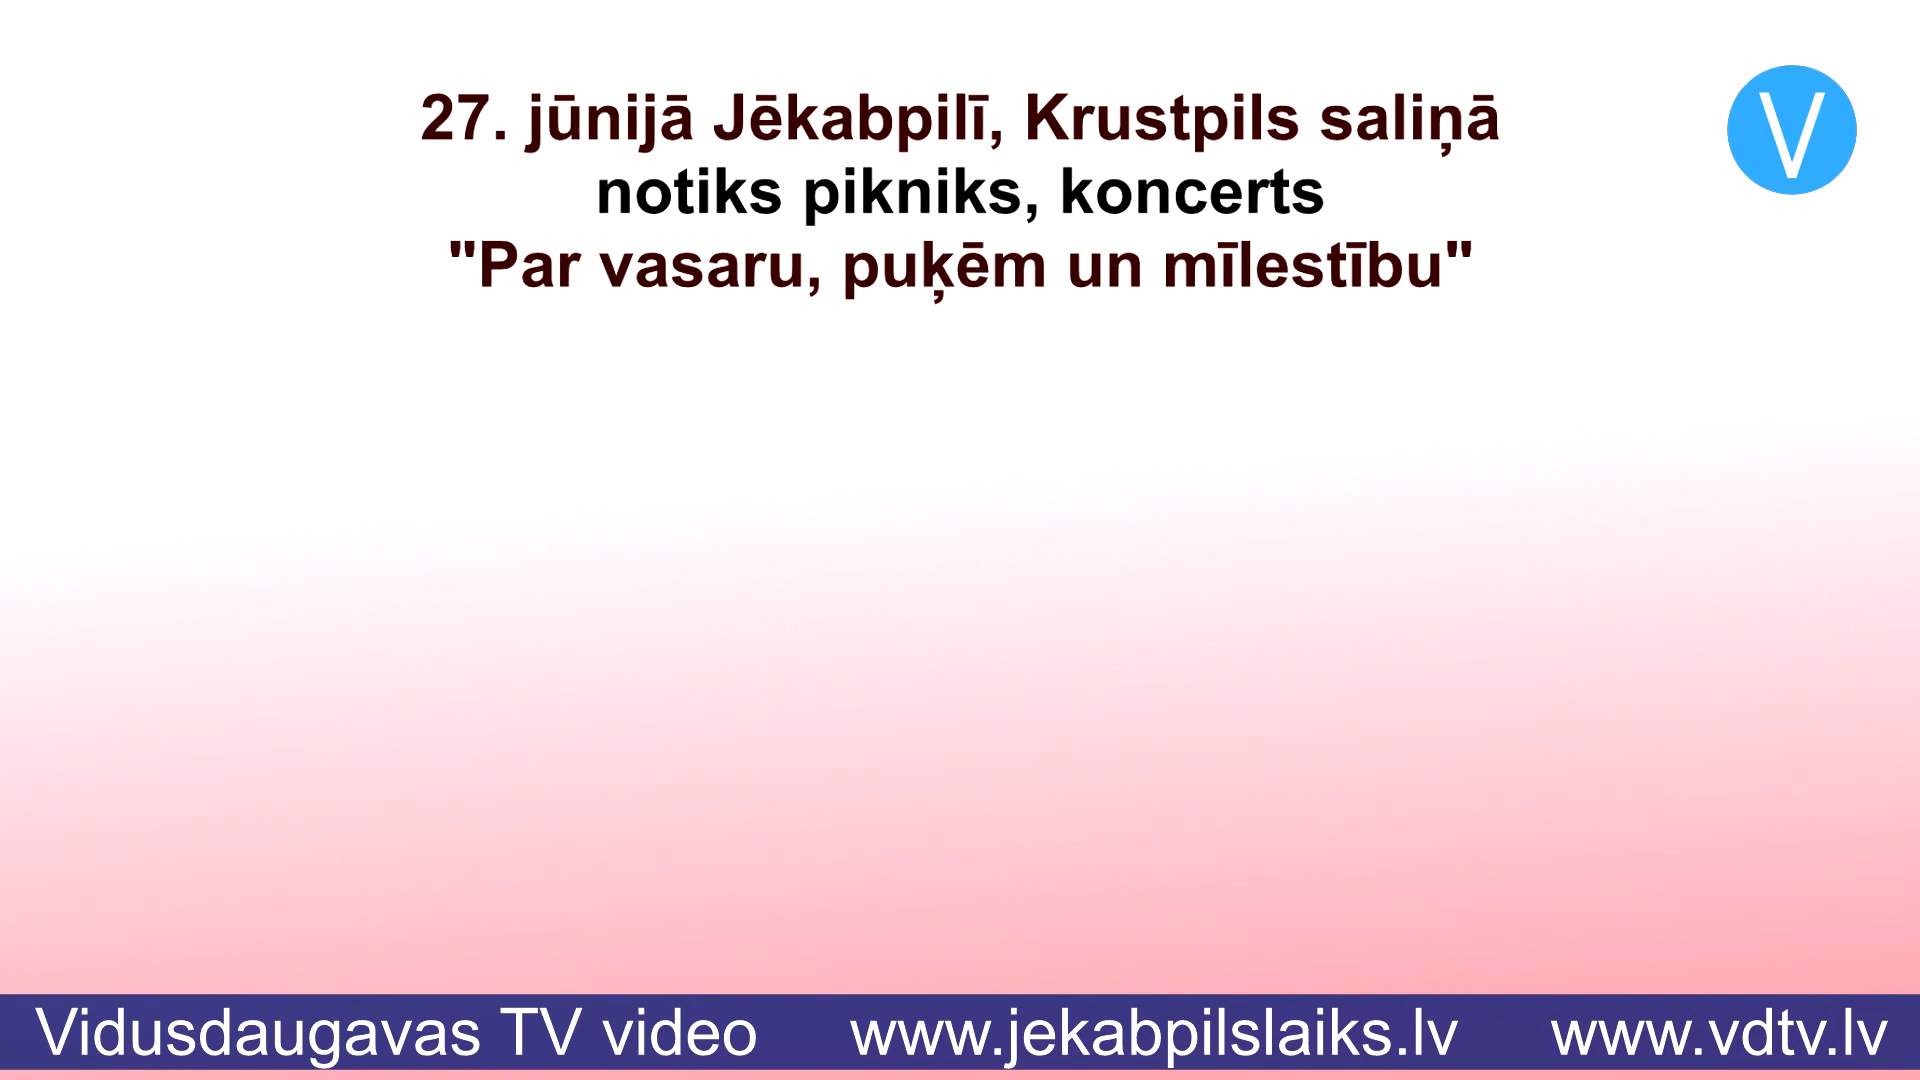 27. jūnijā Jēkabpilī, Krustpils saliņā
notiks pikniks, koncerts
"Par vasaru, puķēm un mīlestību"
V
Vidusdaugavas TV video www.jekabpilslaiks.lv www.vdtv.lv